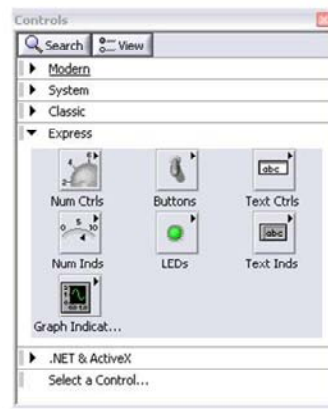 Controls
Search View
Modern
System
Classic
Express
Num Ctrls Buttons Text Ctrls
Num Inds LEDs Text Inds
Graph Indicat...
.NET & ActiveX
Select a Control...